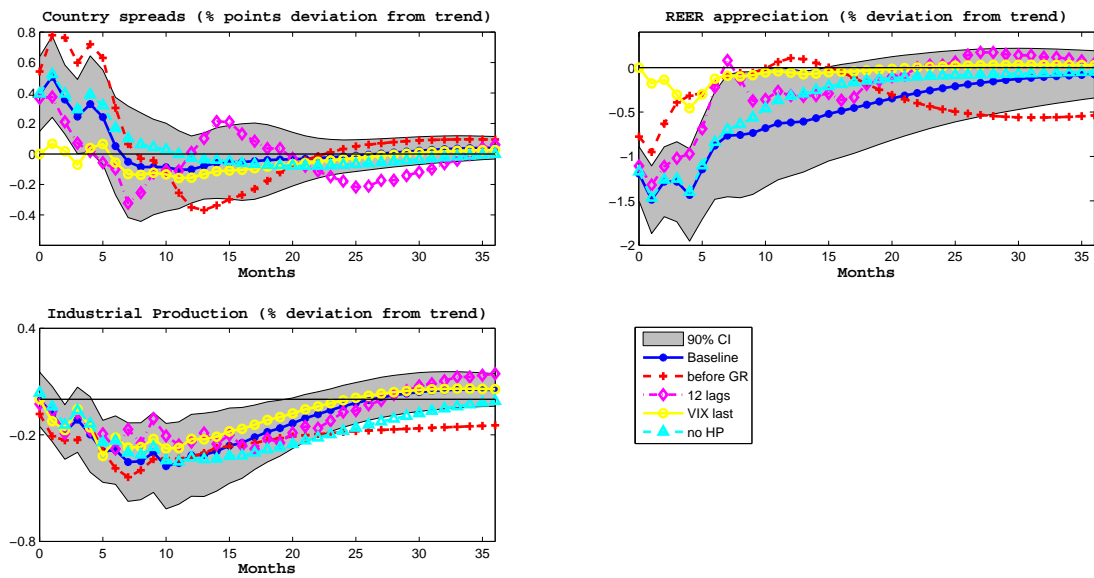 Country spreads (% points deviation from trend)
0.8
0.6
0.4
0.2
0
−0.2
−0.4
0 5 10 15 20 25 30 35
Months
REER appreciation (% deviation from trend)
0
−0.5
−1
−1.5
−2
0 5 10 15 20 25 30 35
Months
Industrial Production (% deviation from trend)
0.4
−0.2
−0.8
0 5 10 15 20 25 30 35
Months
90% CI
Baseline
before GR
12 lags
VIX last
no HP